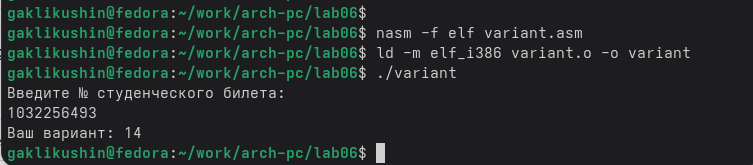 gaklikushin@fedora:~/work/arch-pc/lab06$
gaklikushin@fedora:~/work/arch-pc/lab06$ nasm -f elf variant.asm
gaklikushin@fedora:~/work/arch-pc/lab06$ ld -m elf_i386 variant.o -o variant
gaklikushin@fedora:~/work/arch-pc/lab06$ ./variant
Введите № студенческого билета:
1032256493
Ваш вариант: 14
gaklikushin@fedora:~/work/arch-pc/lab06$